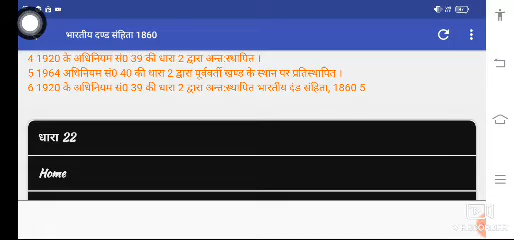 भारतीय दण्ड संहिता 1860
4 1920 के अधिनियम सं0 39 की धारा 2 द्वारा अन्तःस्थापित ।
5 1964 अधिनियम सं0 40 की धारा 2 द्वारा पूर्ववर्ती खण्ड के स्थान पर प्रतिस्थापित ।
6 1920 के अधिनियम सं0 39 की धारा 2 द्वारा अन्तःस्थापित भारतीय दंड संहिता, 1860 5
धारा 22
Home